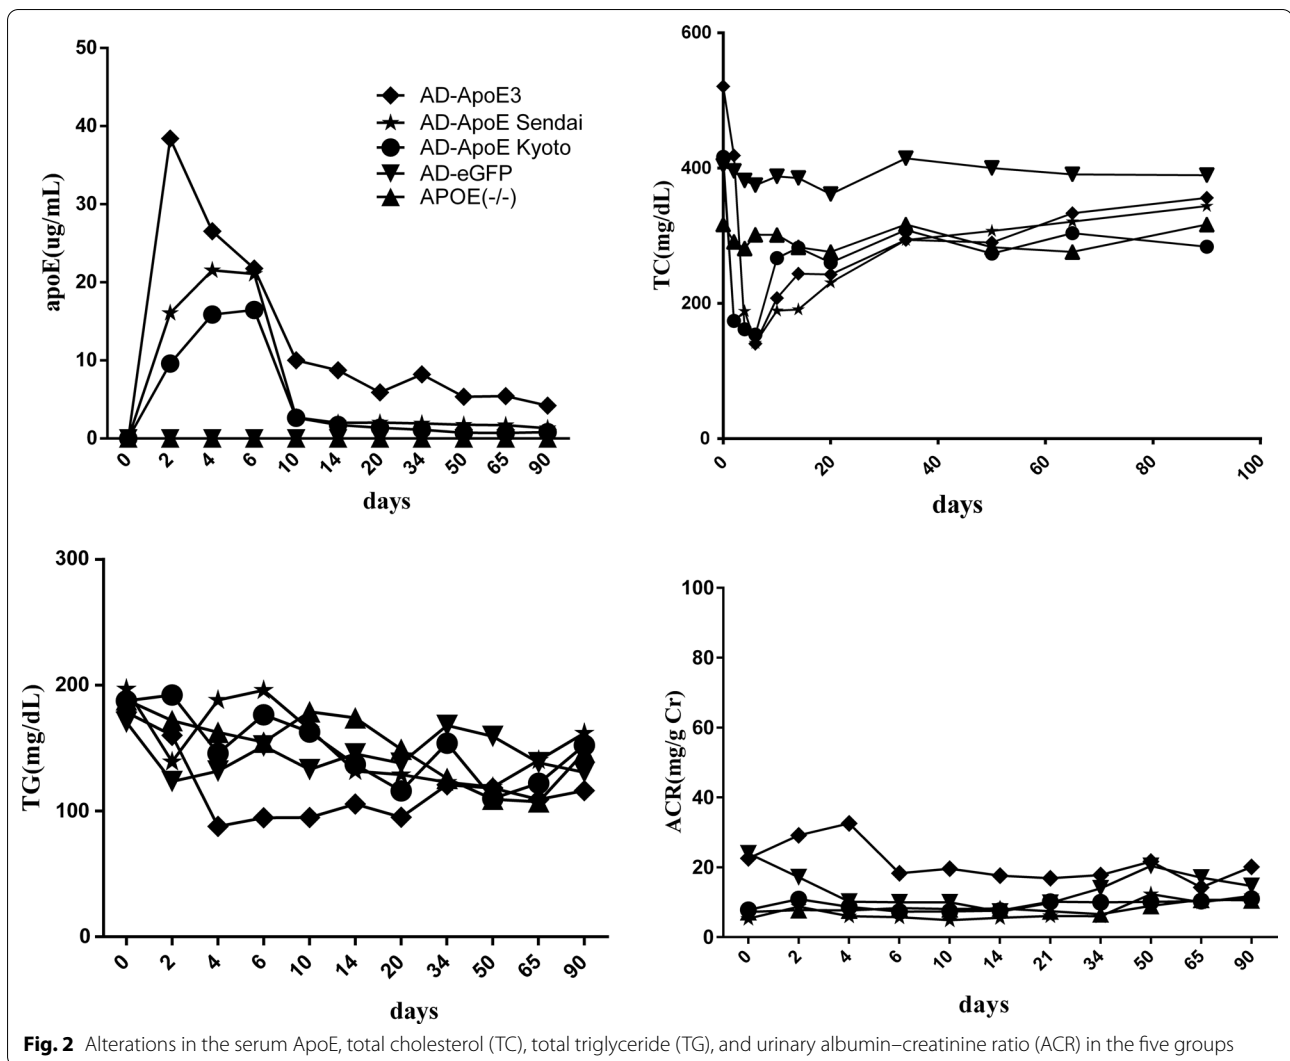 50
40
30
20
10
0
apoE(ug/mL)
AD-ApoE3
AD-ApoE Sendai
AD-ApoE Kyoto
AD-eGFP
APOE(-/-)
0 2 4 6 10 14 20 34 50 65 90
days
600
400
200
0
TC(mg/dL)
0 20 40 60 80 100
days
300
200
100
0
TG(mg/dL)
0 2 4 6 10 14 20 34 50 65 90
days
100
80
60
40
20
0
ACR(mg/g Cr)
0 2 4 6 10 14 21 34 50 65 90
days
Fig. 2 Alterations in the serum ApoE, total cholesterol (TC), total triglyceride (TG), and urinary albumin–creatinine ratio (ACR) in the five groups